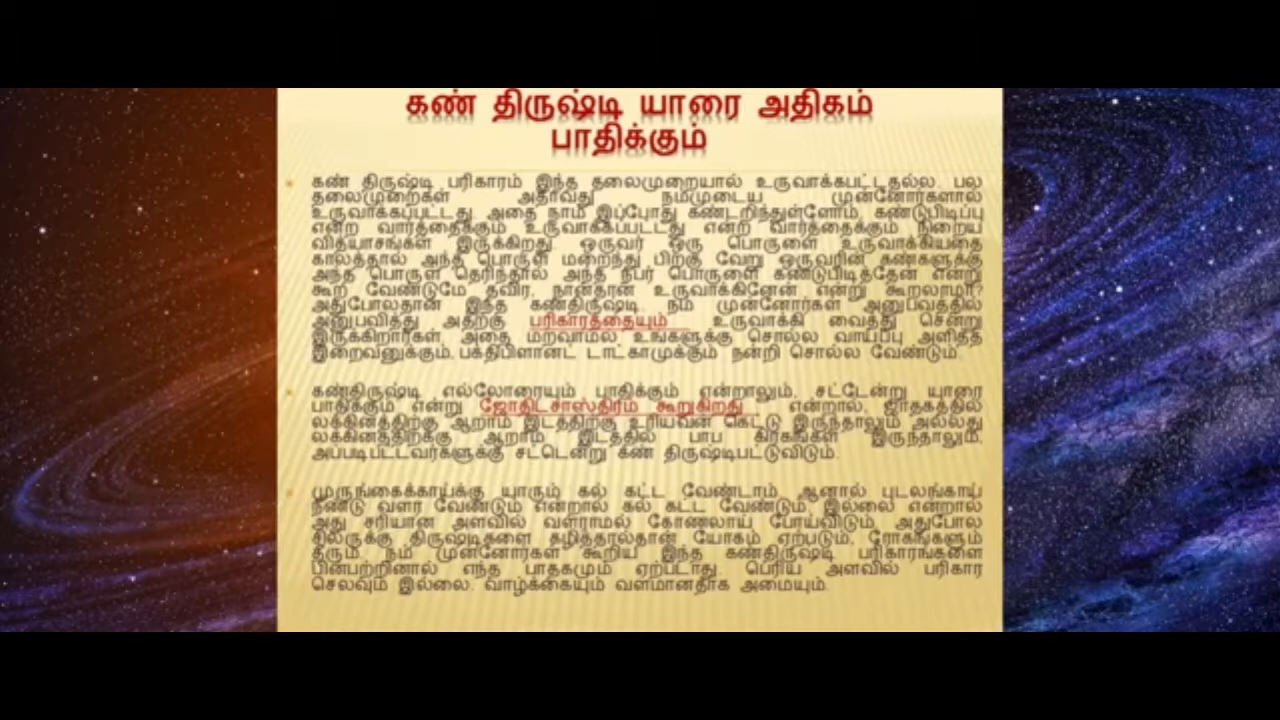 கண் திருஷ்டி யாரை அதிகம்
பாதிக்கும்
கண் திருஷ்டி பரிகாரம் இந்த தலைமுறையால் உருவாக்கபட்டதல்ல. பல
தலைமுறைகள் அதாவது நம்முடைய முன்னோர்களால்
உருவாக்கப்பட்டது. அதை நாம் இப்போது கண்டறிந்துள்ளோம். கண்டுபிடிப்பு
என்ற வார்த்தைக்கும் உருவாக்கப்பட்டது என்ற வார்த்தைக்கும் நிறைய
வித்யாசங்கள் இருக்கிறது. ஒருவர் ஒரு பொருளை உருவாக்கியதை
காலத்தால் அந்த பொருள் மறைந்து பிறகு வேறு ஒருவரின் கண்களுக்கு
அந்த பொருள் தெரிந்தால் அந்த நபர் பொருளை கண்டுபிடித்தேன் என்று
கூற வேண்டுமே தவிர, நான்தான் உருவாக்கினேன் என்று கூறலாமா?
அதுபோலதான் இந்த கண்திருஷ்டி நம் முன்னோர்கள் அனுபவத்தில்
அனுபவித்து அதற்கு பரிகாரத்தையும் உருவாக்கி வைத்து சென்று
இருக்கிறார்கள். அதை மறவாமல் உங்களுக்கு சொல்ல வாய்ப்பு அளித்த
இறைவனுக்கும், பக்திபிளானட் டாட்காமுக்கும் நன்றி சொல்ல வேண்டும்.
கண்திருஷ்டி எல்லோரையும் பாதிக்கும் என்றாலும், சட்டேன்று யாரை
பாதிக்கும் என்று ஜோதிடசாஸ்திரம் கூறுகிறது என்றால், ஜாதகத்தில்
லக்கினத்திற்கு ஆறாம் இடத்திற்கு உரியவன் கெட்டு இருந்தாலும் அல்லது
லக்கினத்திற்க்கு ஆறாம் இடத்தில் பாப கிரகங்கள் இருந்தாலும்,
அப்படிபட்டவர்களுக்கு சட்டென்று கண் திருஷ்டிபட்டுவிடும்.
முருங்கைக்காய்க்கு யாரும் கல் கட்ட வேண்டாம். ஆனால் புடலங்காய்
நீண்டு வளர வேண்டும் என்றால் கல் கட்ட வேண்டும். இல்லை என்றால்
அது சரியான அளவில் வளராமல் கோணலாய் போய்விடும். அதுபோல
சிலருக்கு திருஷ்டிகளை கழித்தால்தான் யோகம் ஏற்படும். ரோகங்களும்
தீரும். நம் முன்னோர்கள் கூறிய இந்த கண்திருஷ்டி பரிகாரங்களை
பின்பற்றினால் எந்த பாதகமும் ஏற்படாது. பெரிய அளவில் பரிகார
செலவும் இல்லை. வாழ்க்கையும் வளமானதாக அமையும்.